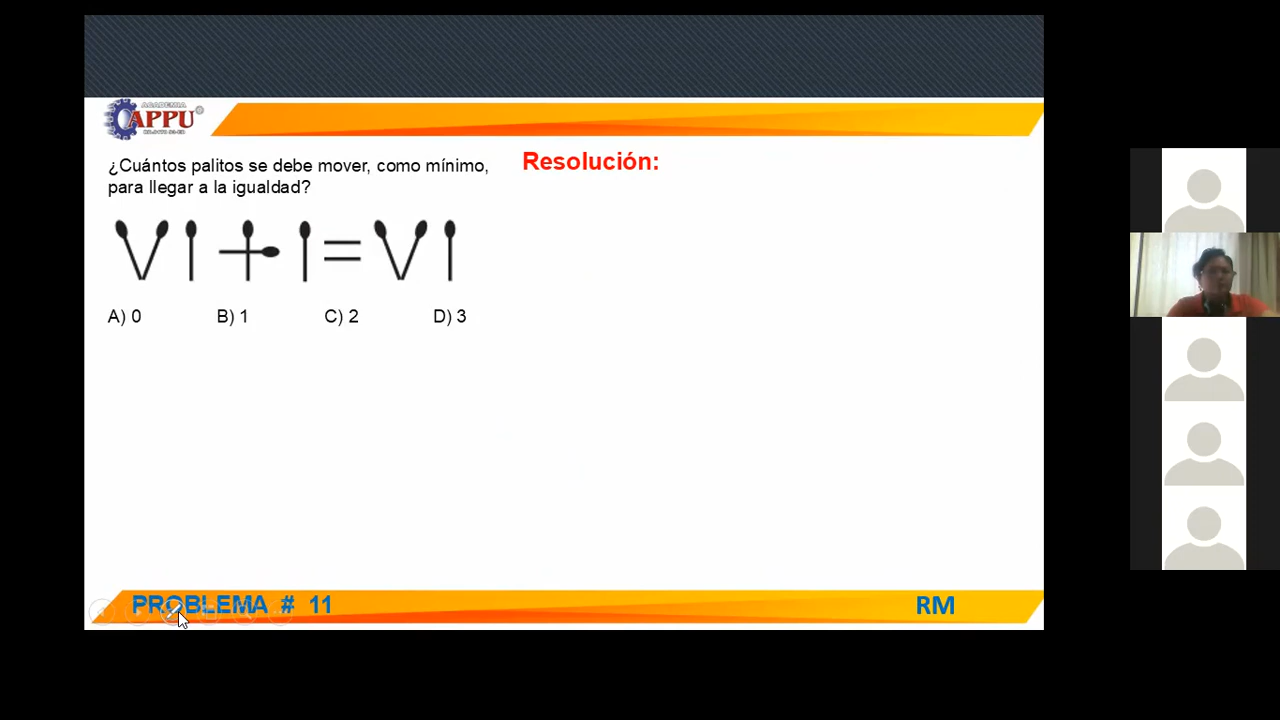 ACADEMIA
APPU
¿Cuántos palitos se debe mover, como mínimo,
para llegar a la igualdad?
Resolución:
VI + I = VI
A) 0 B) 1 C) 2 D) 3
PROBLEMA # 11
RM